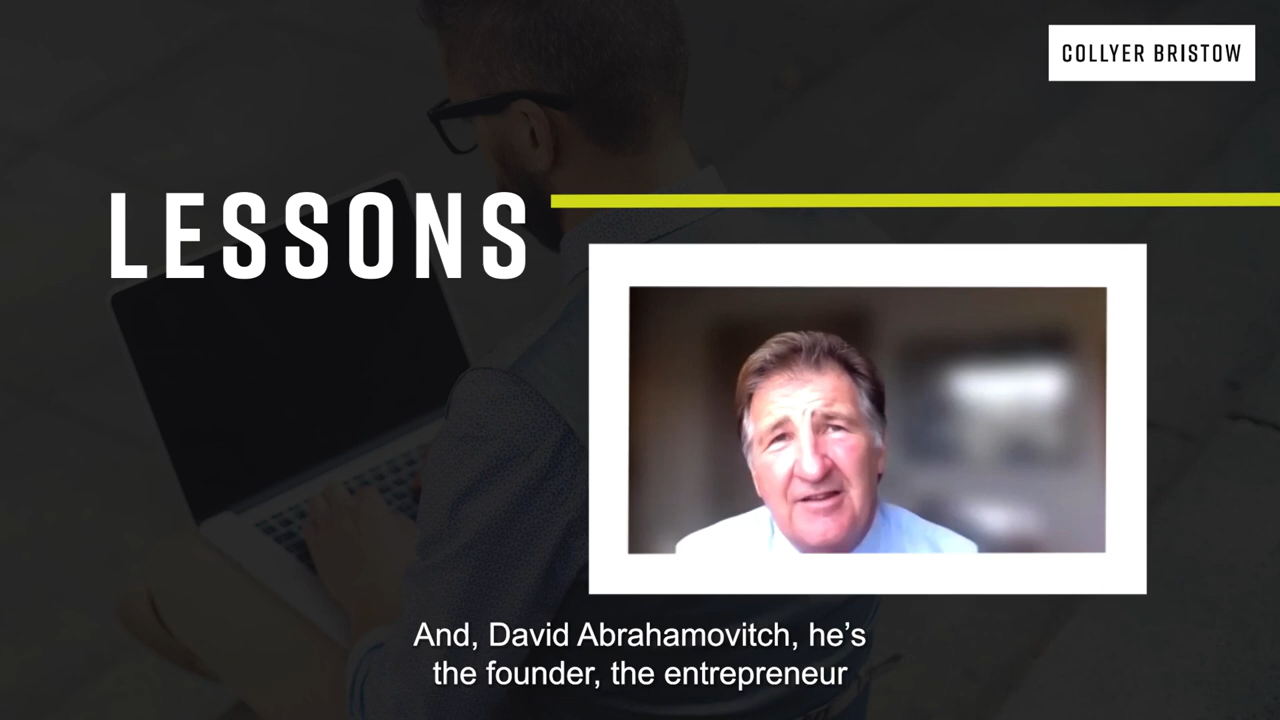 COLLYER BRISTOW
LESSONS
And, David Abrahamovitch, he’s
the founder, the entrepreneur